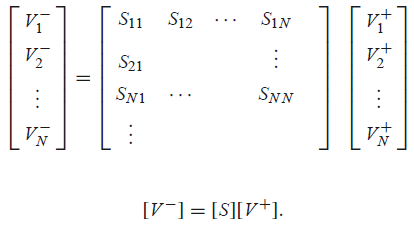 V₁⁻ S₁₁ S₁₂ ⋯ S₁N V₁⁺
V₂⁻ = S₂₁ ⋮ V₂⁺
⋮ SN₁ ⋯ SNN ⋮
VN⁻ ⋮ VN⁺
[V⁻] = [S][V⁺].